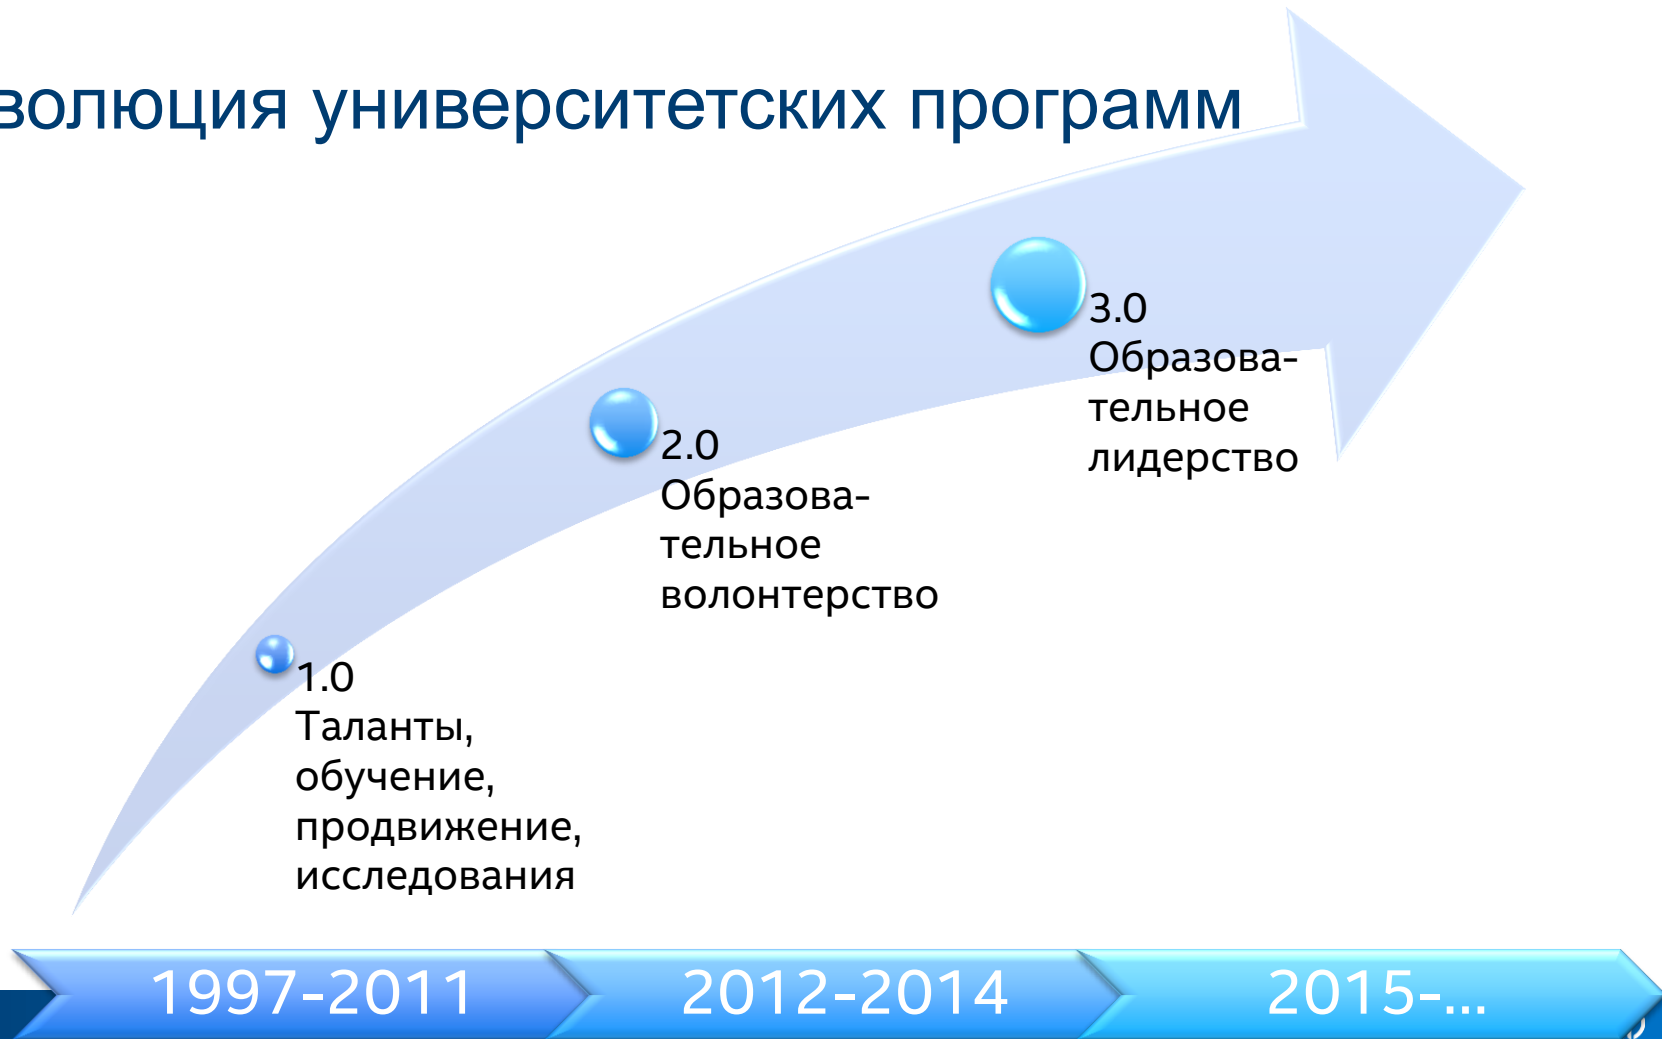 волюция университетских программ
3.0
Образова-
тельное
лидерство
2.0
Образова-
тельное
волонтерство
1.0
Таланты,
обучение,
продвижение,
исследования
1997-2011
2012-2014
2015-...